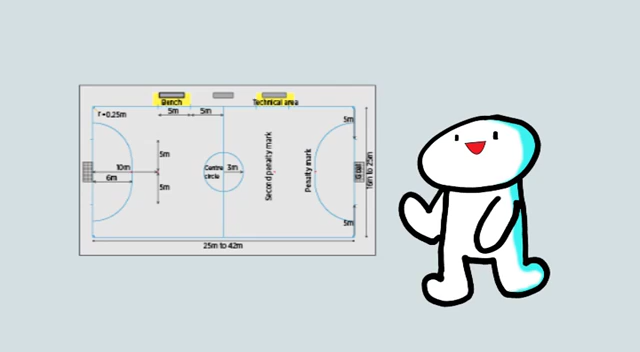 Bench
Technical area
r=0.25m
5m
5m
5m
5m
10m
Centre
circle
3m
Second penalty mark
Penalty mark
Goal
16m to 25m
6m
5m
5m
25m to 42m